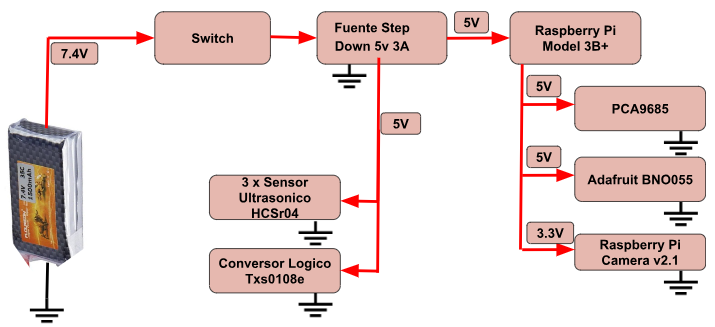 7.4V
Switch
Fuente Step
Down 5v 3A
5V
Raspberry Pi
Model 3B+
5V
PCA9685
5V
5V
Adafruit BNO055
3 x Sensor
Ultrasonico
HCSr04
3.3V
Raspberry Pi
Camera v2.1
Conversor Logico
Txs0108e
7.4V 35C
1500mAh